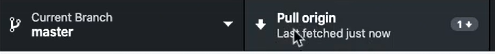 Current Branch
master
Pull origin
Last fetched just now
1